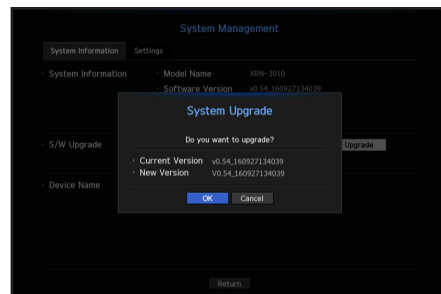 System Management
System Information Settings
· System Information · Model Name XRN-3010
· Software Version v0.54_160927134039
System Upgrade
Do you want to upgrade?
· S/W Upgrade Upgrade
· Current Version v0.54_160927134039
· New Version V0.54_160927134039
· Device Name
OK Cancel
Return